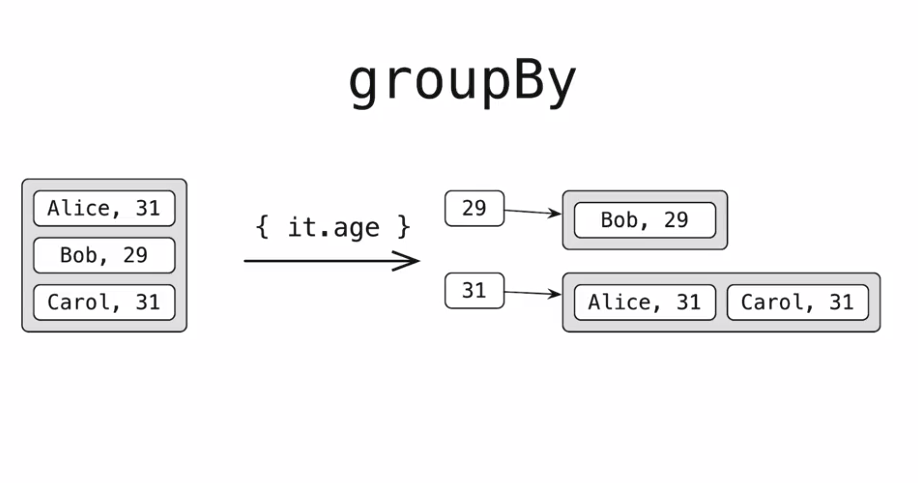 groupBy
Alice, 31
Bob, 29
Carol, 31
{ it.age }
29
Bob, 29
31
Alice, 31
Carol, 31